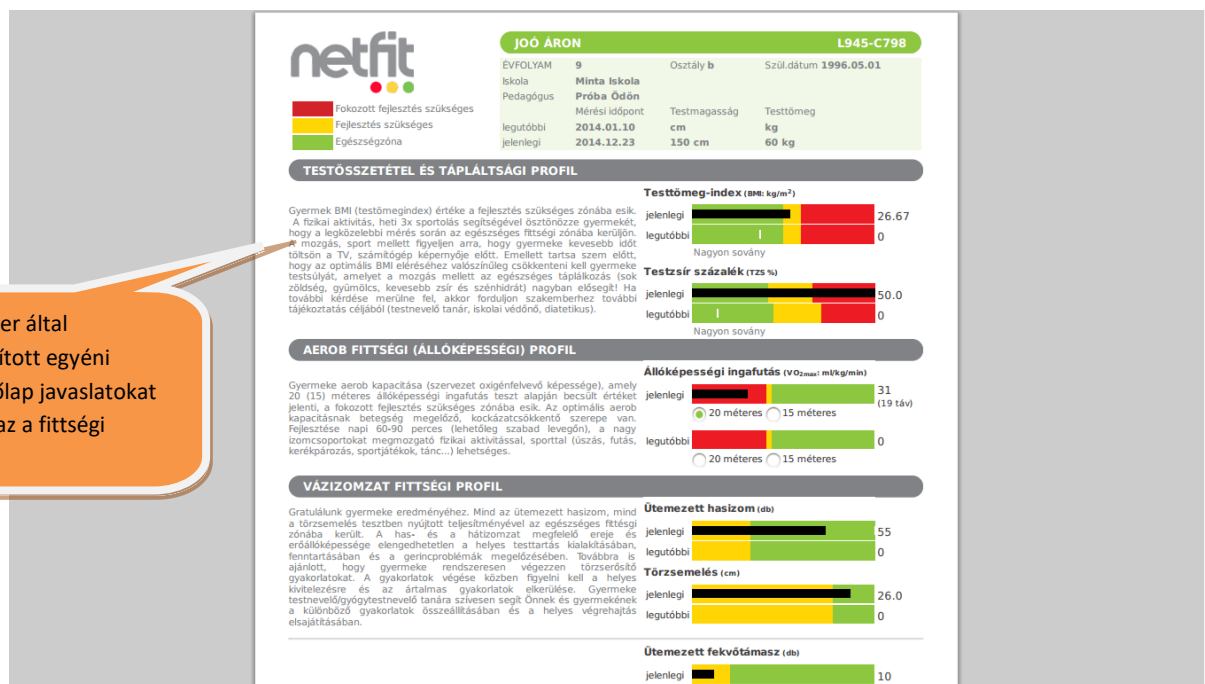 netfit
Fokozott fejlesztés szükséges
Fejlesztés szükséges
Egészségzóna
JOÓ ÁRON L945-C798
ÉVFOLYAM 9 Osztály b Szül.dátum 1996.05.01
Iskola Minta Iskola
Pedagógus Próba Ödön
Mérési időpont Testmagasság Testtömeg
legutóbbi 2014.01.10 cm kg
jelenlegi 2014.12.23 150 cm 60 kg
TESTÖSSZETÉTEL ÉS TÁPLÁLTSÁGI PROFIL
Gyermek BMI (testömegindex) értéke a fejlesztés szükséges zónába esik.
A fizikai aktivitás, heti 3x sportolás segítségével ösztönözze gyermekét,
hogy a legközelebbi mérés során az egészséges fittségi zónába kerüljön.
A mozgás, sport mellett figyeljen arra, hogy gyermeke kevesebb időt
töltsön a TV, számítógép képernyője előtt. Emellett tartsa szem előtt,
hogy az optimális BMI eléréséhez valószínűleg csökkenteni kell gyermeke
testsúlyát, amelyet a mozgás mellett az egészséges táplálkozás (sok
zöldség, gyümolcs, kevesebb zsír és szénhidrát) nagyban elősegít! Ha
további kérdése merülne fel, akkor forduljon szakemberhez további
tájékoztatás céljából (testnevelő tanár, iskolai védőnő, diatetikus).
Testtömeg-index (BMI: kg/m²)
jelenlegi 26.67
legutóbbi 0
Nagyon sovány
Testzsír százalék (TZS %)
jelenlegi 50.0
legutóbbi 0
Nagyon sovány
er által
ított egyéni
őlap javaslatokat
az a fittségi
AEROB FITTSÉGI (ÁLLÓKÉPESSÉGI) PROFIL
Gyermeke aerob kapacitása (szervezet oxigénfelvevő képessége), amely
20 (15) méteres állóképességi ingafutás teszt alapján becsült értéket
jelenti, a fokozott fejlesztés szükséges zónába esik. Az optimális aerob
kapacitásnak betegség megelőző, kockázatcsökkentő szerepe van.
Fejlesztése napi 60-90 perces (lehetőleg szabad levegőn), a nagy
izomcsoportokat megmozgató fizikai aktivitással, sporttal (úszás, futás,
kerékpározás, sportjátékok, tánc...) lehetséges.
Állóképességi ingafutás (VO2max: ml/kg/min)
jelenlegi 31
(19 táv)
20 méteres 15 méteres
legutóbbi 0
20 méteres 15 méteres
VÁZIZOMZAT FITTSÉGI PROFIL
Gratulálunk gyermeke eredményéhez. Mind az ütemezett hasizom, mind
a törzsemelés tesztben nyújtott teljesítményével az egészséges fittésgi
zónába került. A has- és a hátizomzat megfelelő ereje és
erőállóképessége elengedhetetlen a helyes testtartás kialakításában,
fenntartásában és a gerincproblémák megelőzésében. Továbbra is
ajánlott, hogy gyermeke rendszeresen végezzen törzserősítő
gyakorlatokat. A gyakorlatok végése közben figyelni kell a helyes
kivitelezésre és az ártalmas gyakorlatok elkerülése. Gyermeke
testnevelő/gyógytestnevelő tanára szívesen segít Önnek és gyermekének
a különböző gyakorlatok összeállításában és a helyes végrehajtás
elsajátításában.
Ütemezett hasizom (db)
jelenlegi 55
legutóbbi 0
Törzsemelés (cm)
jelenlegi 26.0
legutóbbi 0
Ütemezett fekvőtámasz (db)
jelenlegi 10